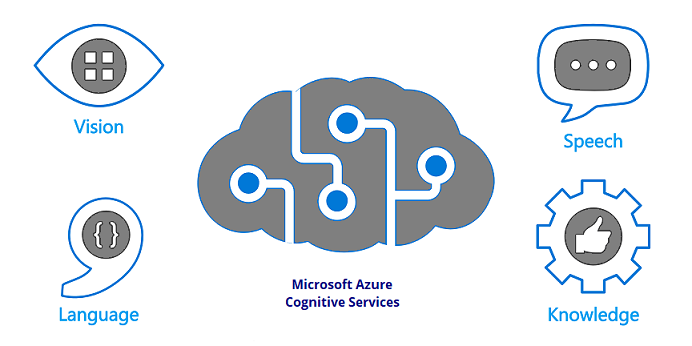 Vision
Speech
Microsoft Azure
Cognitive Services
Language
Knowledge